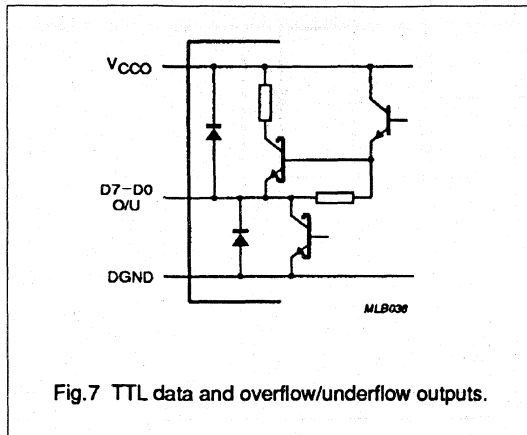 VCCO
D7-D0
O/U
DGND
MLB036
Fig.7 TTL data and overflow/underflow outputs.